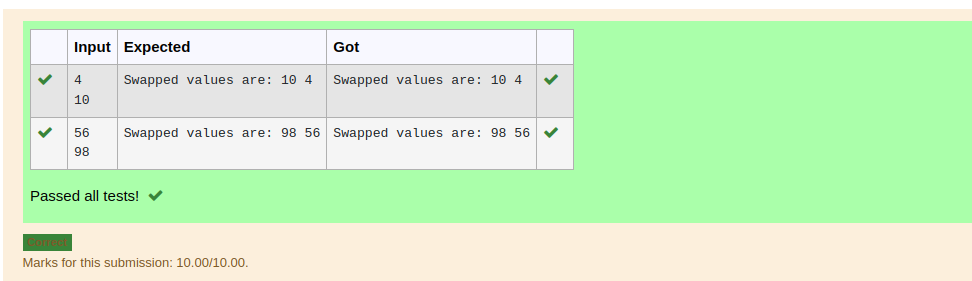 Input Expected Got
4 Swapped values are: 10 4 Swapped values are: 10 4
10
56 Swapped values are: 98 56 Swapped values are: 98 56
98
Passed all tests!
Correct
Marks for this submission: 10.00/10.00.